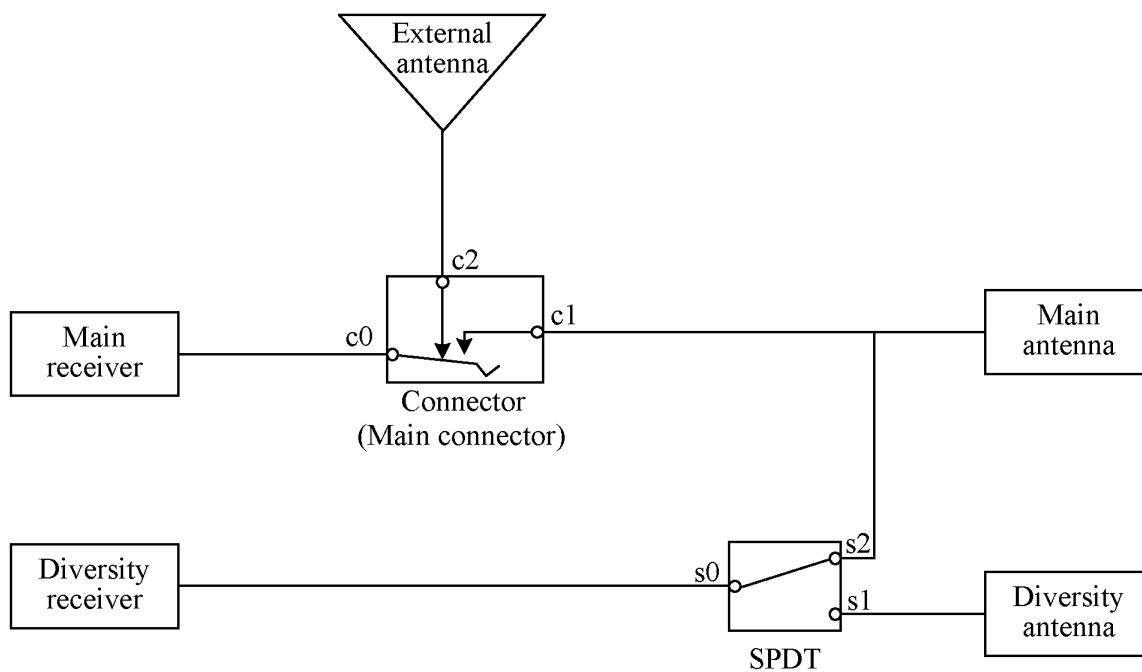 External
antenna
c2
c1
c0
Main
receiver
Main
antenna
Connector
(Main connector)
Diversity
receiver
s0
s2
s1
Diversity
antenna
SPDT